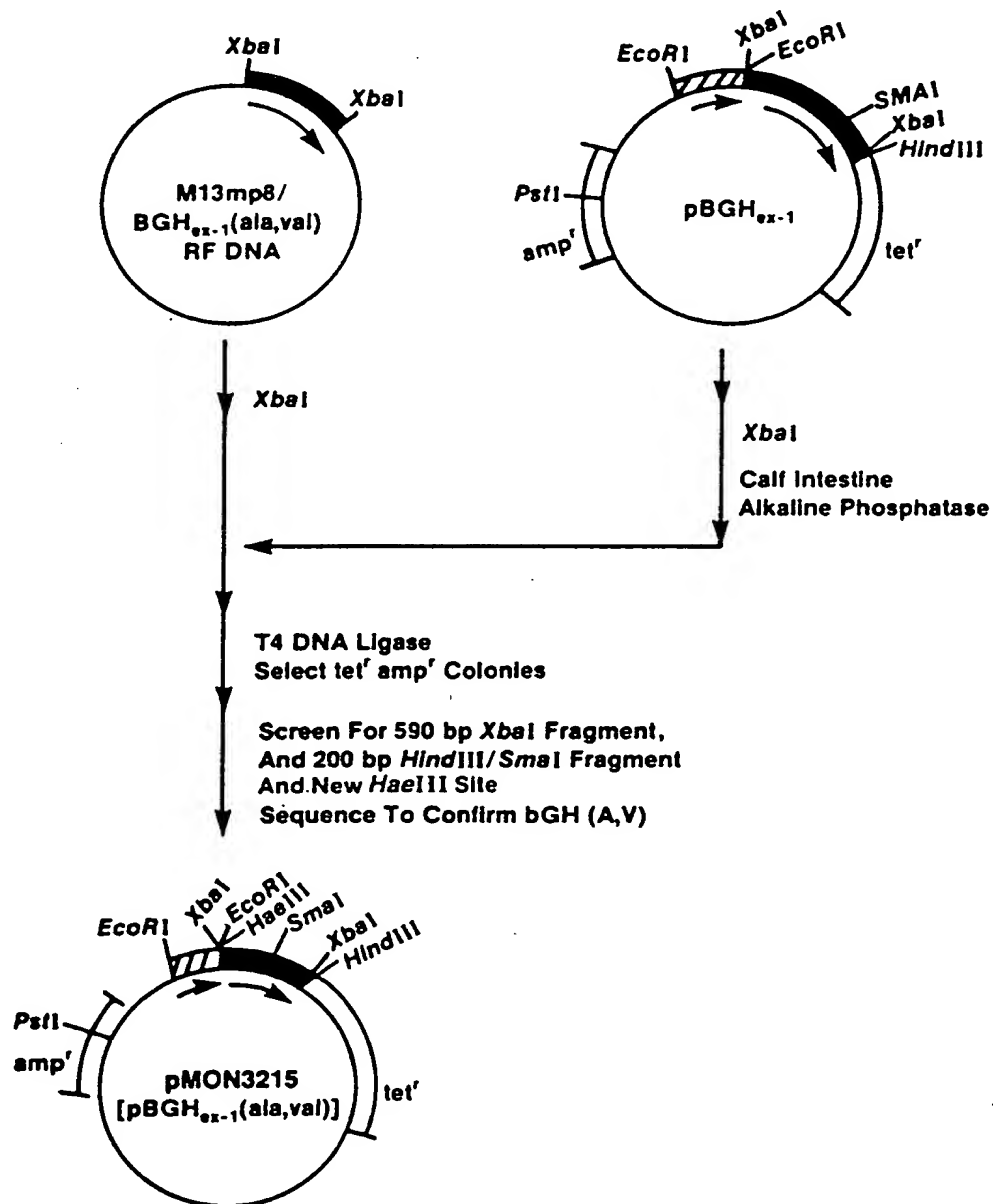 XbaI
XbaI
M13mp8/
BGHex-1(ala,val)
RF DNA
EcoRI
XbaI
EcoRI
SMAI
XbaI
HindIII
PstI
ampʳ
pBGHex-1
tetʳ
XbaI
XbaI
Calf Intestine
Alkaline Phosphatase
T4 DNA Ligase
Select tetʳ ampʳ Colonies
Screen For 590 bp XbaI Fragment,
And 200 bp HindIII/SmaI Fragment
And New HaeIII Site
Sequence To Confirm bGH (A,V)
EcoRI
XbaI
EcoRI
HaeIII
SmaI
XbaI
HindIII
PstI
ampʳ
pMON3215
[pBGHex-1(ala,val)]
tetʳ